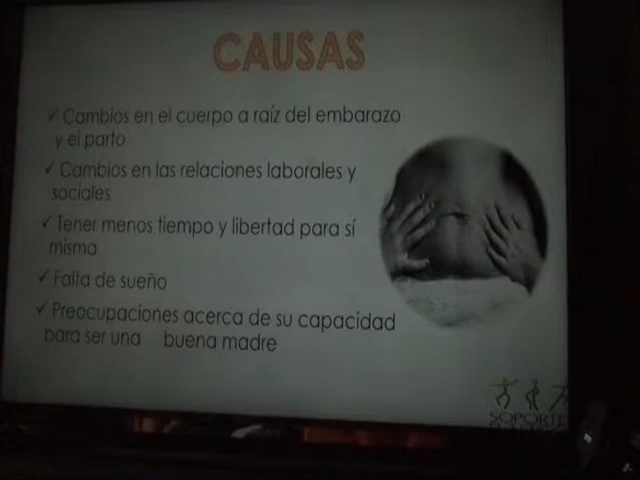 CAUSAS
✓ Cambios en el cuerpo a raíz del embarazo
y el parto
✓ Cambios en las relaciones laborales y
sociales
✓ Tener menos tiempo y libertad para sí
misma
✓ Falta de sueño
✓ Preocupaciones acerca de su capacidad
para ser una buena madre
SOPORTE